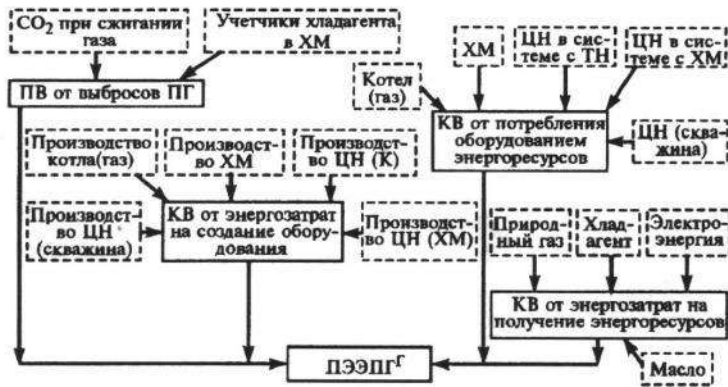 CO₂ при сжигании
газа
Учетчики хладагента
в ХМ
ПВ от выбросов ПГ
Котел
(газ)
ХМ
ЦН в сис-
теме с ТН
ЦН в сис-
теме с ХМ
КВ от потребления
оборудованием
энергоресурсов
ЦН (сква-
жина)
Производство
котла(газ)
Производст-
во ХМ
Производст-
во ЦН (К)
Производст-
во ЦН
(скважина)
КВ от энергозатрат
на создание обору-
дования
Производст-
во ЦН (ХМ)
Природ-
ный газ
Хлад-
агент
Электро-
энергия
КВ от энергозатрат на
получение энергоресурсов
Масло
ПЭЭПГᴳ